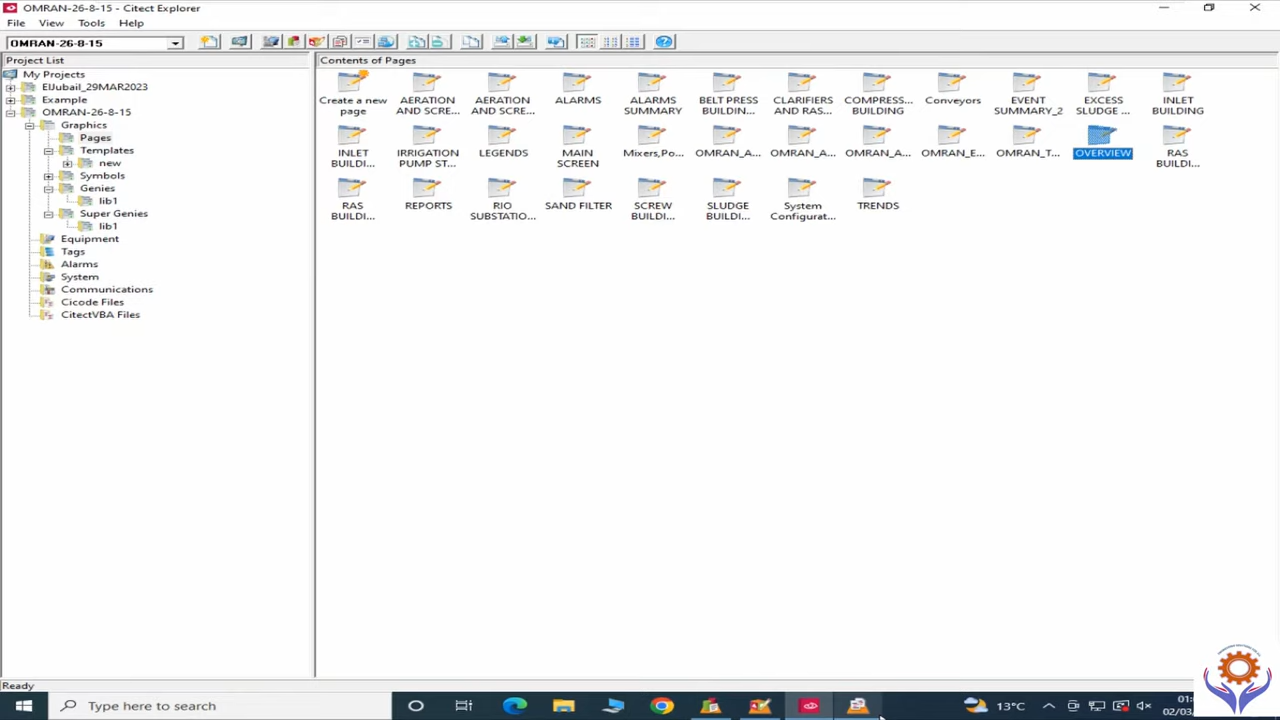 OMRAN-26-8-15 - Citect Explorer
File View Tools Help
OMRAN-26-8-15
Project List
My Projects
ElJubail_29MAR2023
Example
OMRAN-26-8-15
Graphics
Pages
Templates
new
Symbols
Genies
lib1
Super Genies
lib1
Equipment
Tags
Alarms
System
Communications
Cicode Files
CitectVBA Files
Contents of Pages
Create a new page
AERATION AND SCRE...
AERATION AND SCRE...
ALARMS
ALARMS SUMMARY
BELT PRESS BUILDIN...
CLARIFIERS AND RAS...
COMPRESS... BUILDING
Conveyors
EVENT SUMMARY_2
EXCESS SLUDGE ...
INLET BUILDING
INLET BUILDI...
IRRIGATION PUMP ST...
LEGENDS
MAIN SCREEN
Mixers,Po...
OMRAN_A...
OMRAN_A...
OMRAN_A...
OMRAN_E...
OMRAN_T...
OVERVIEW
RAS BUILDI...
RAS BUILDI...
REPORTS
RIO SUBSTATIO...
SAND FILTER
SCREW BUILDI...
SLUDGE BUILDI...
System Configurat...
TRENDS
Ready
Type here to search
13°C
01:
02/03